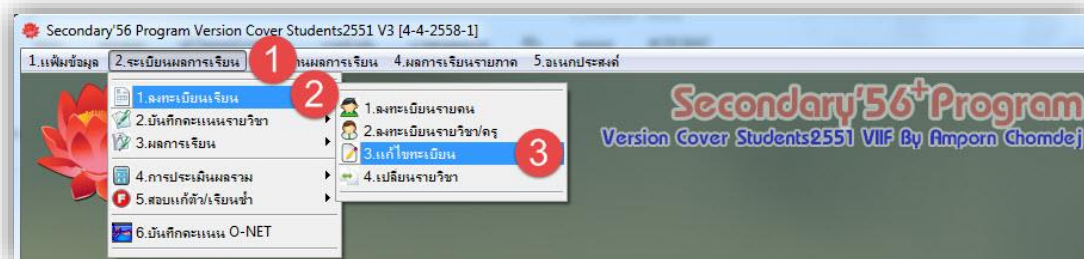 Secondary'56 Program Version Cover Students2551 V3 [4-4-2558-1]
1.แฟ้มข้อมูล 2.ระเบียนผลการเรียน 1 านผลการเรียน 4.ผลการเรียนรายภาค 5.อเนกประสงค์
1.ลงทะเบียนเรียน 2
2.บันทึกคะแนนรายวิชา
3.ผลการเรียน
4.การประเมินผลรวม
5.สอบแก้ตัว/เรียนซ้ำ
6.บันทึกคะแนน O-NET
1.ลงทะเบียนรายคน
2.ลงทะเบียนรายวิชา/ครู
3.แก้ไขทะเบียน 3
4.เปลี่ยนรายวิชา
Secondary'56+Program
Version Cover Students2551 VIIF By Amporn Chomdej